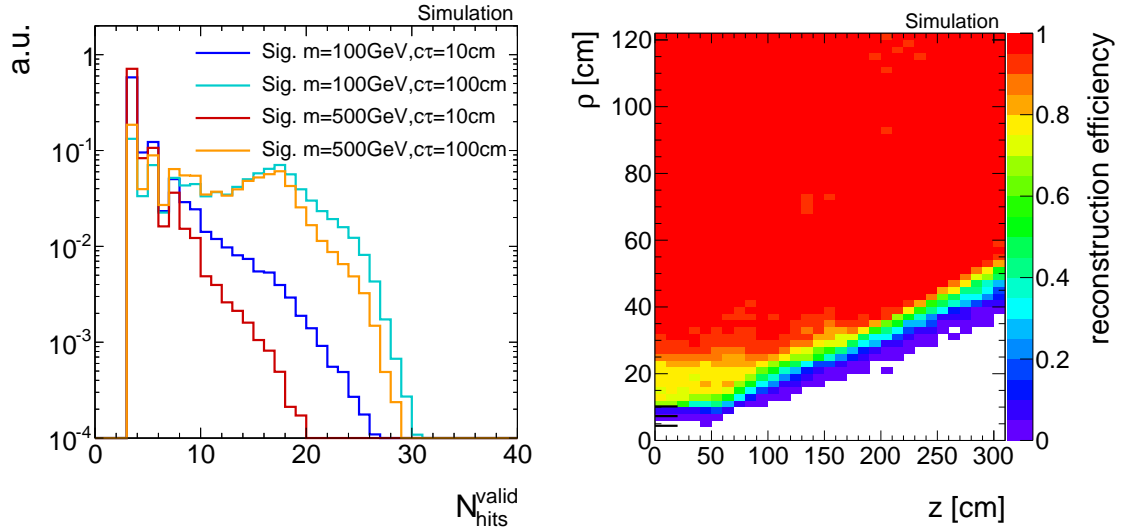 Simulation
a.u.
Sig. m=100GeV,cτ=10cm
Sig. m=100GeV,cτ=100cm
Sig. m=500GeV,cτ=10cm
Sig. m=500GeV,cτ=100cm
1
10⁻¹
10⁻²
10⁻³
10⁻⁴
0 10 20 30 40
N valid hits
Simulation
ρ [cm]
120
100
80
60
40
20
0
0 50 100 150 200 250 300
z [cm]
1
0.8
0.6
0.4
0.2
0
reconstruction efficiency